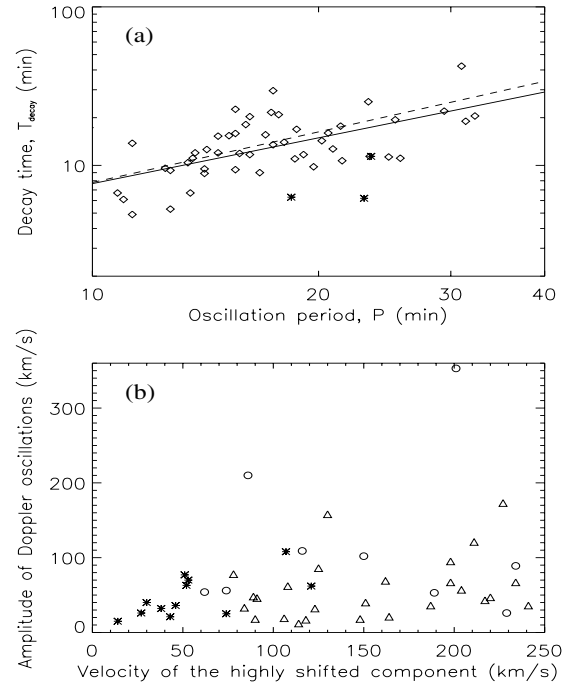 (a)
100
10
Decay time, T_decay (min)
10
20
30
40
Oscillation period, P (min)
(b)
300
200
100
0
Amplitude of Doppler oscillations (km/s)
0
50
100
150
200
250
Velocity of the highly shifted component (km/s)